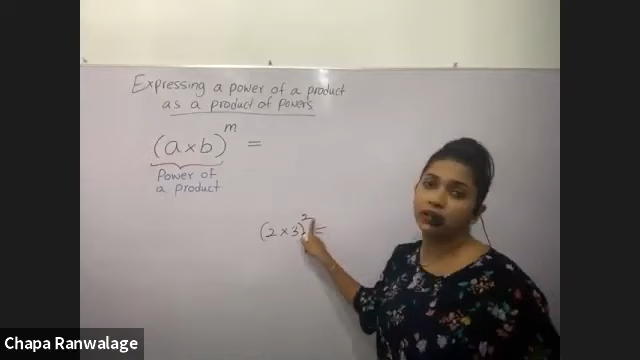 Expressing a power of a product
as a product of powers
(a × b)^m =
Power of
a product
(2 × 3)^2 =
Chapa Ranwalage